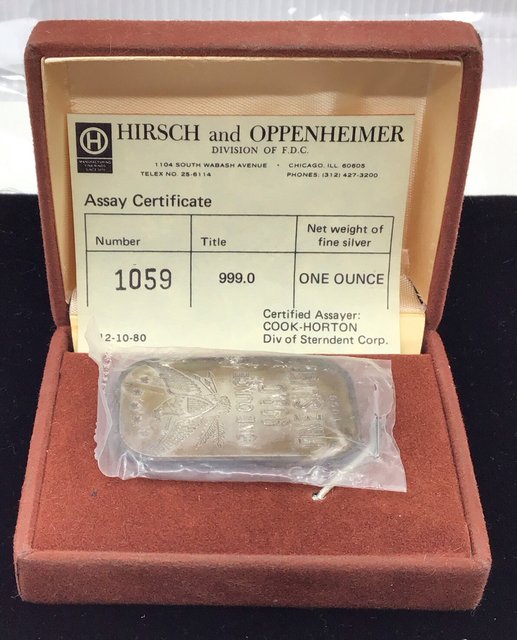 H
HIRSCH and OPPENHEIMER
DIVISION OF F.D.C.
1104 SOUTH WABASH AVENUE · CHICAGO, ILL. 60605
TELEX NO. 25-6114 PHONES: (312) 427-3200
Assay Certificate
Number Title Net weight of
fine silver
1059 999.0 ONE OUNCE
Certified Assayer:
COOK-HORTON
12-10-80 Div of Sterndent Corp.
ONE OUNCE